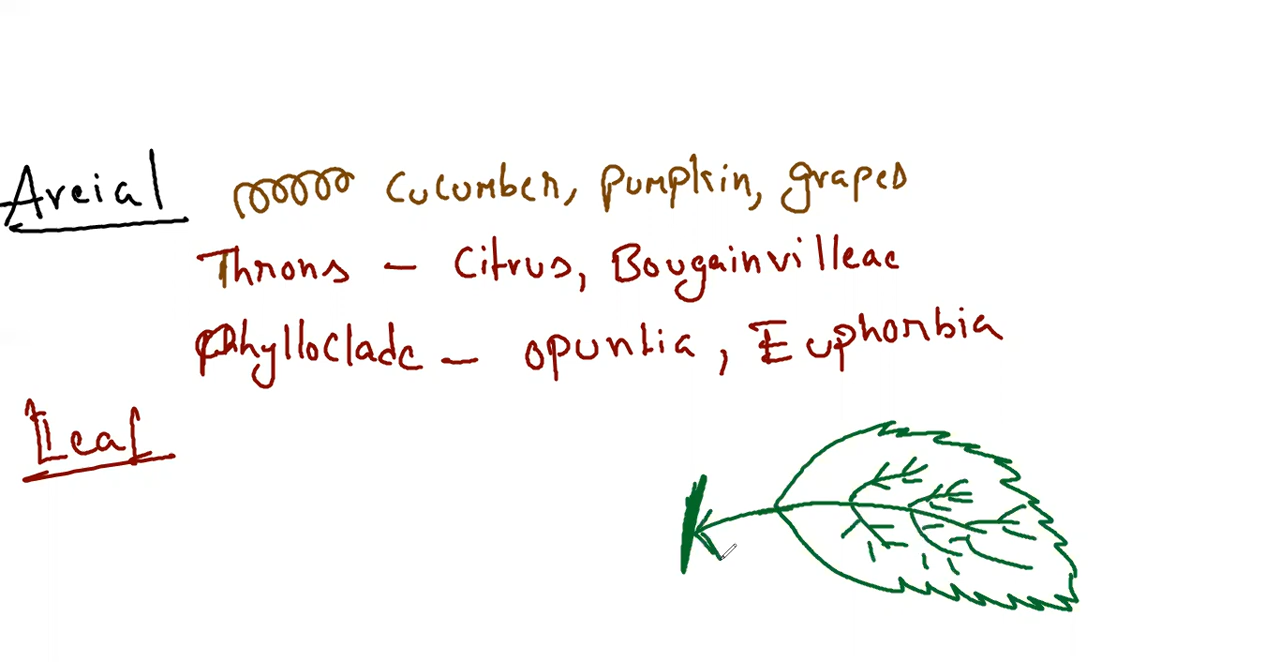 Areial
Cucumber, pumpkin, grapes
Throns - Citrus, Bougainvilleae
Phylloclade - opuntia, Euphorbia
Leaf